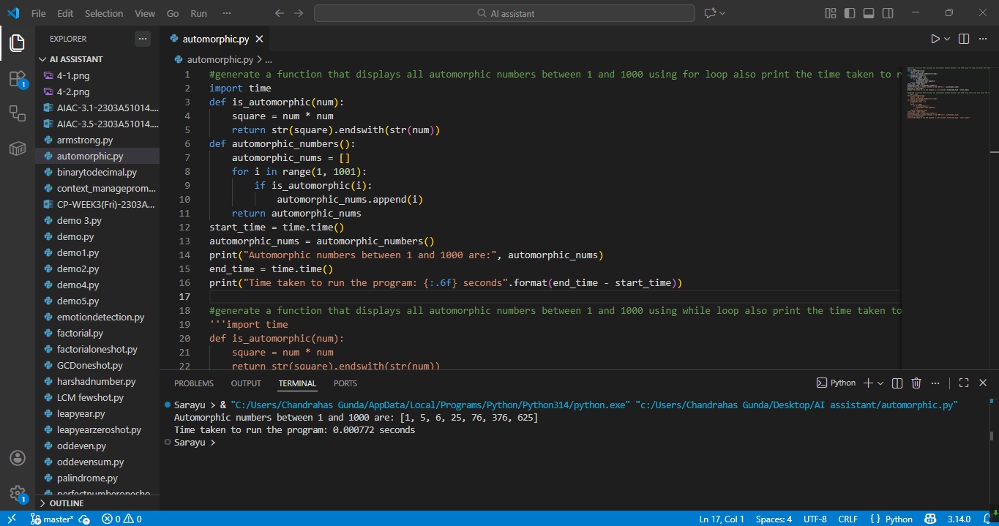 File Edit Selection View Go Run ··· AI assistant
EXPLORER ···
AI ASSISTANT
4-1.png
4-2.png
AIAC-3.1-2303A51014....
AIAC-3.5-2303A51014....
armstrong.py
automorphic.py
binarytodecimal.py
context_manageprom...
CP-WEEK3(Fri)-2303A...
demo 3.py
demo.py
demo1.py
demo2.py
demo4.py
demo5.py
emotiondetection.py
factorial.py
factorialoneshot.py
GCDoneshot.py
harshadnumber.py
LCM fewshot.py
leapyear.py
leapyearzeroshot.py
oddeven.py
oddevensum.py
palindrome.py
perfectnumberonesho
OUTLINE
1
1
automorphic.py
automorphic.py > ...
1 #generate a function that displays all automorphic numbers between 1 and 1000 using for loop also print the time taken to r
2 import time
3 def is_automorphic(num):
4     square = num * num
5     return str(square).endswith(str(num))
6 def automorphic_numbers():
7     automorphic_nums = []
8     for i in range(1, 1001):
9         if is_automorphic(i):
10             automorphic_nums.append(i)
11     return automorphic_nums
12 start_time = time.time()
13 automorphic_nums = automorphic_numbers()
14 print("Automorphic numbers between 1 and 1000 are:", automorphic_nums)
15 end_time = time.time()
16 print("Time taken to run the program: {:.6f} seconds".format(end_time - start_time))
17
18 #generate a function that displays all automorphic numbers between 1 and 1000 using while loop also print the time taken to
19 '''import time
20 def is_automorphic(num):
21     square = num * num
22     return str(square).endswith(str(num))
PROBLEMS OUTPUT TERMINAL PORTS Python
Sarayu > & "C:/Users/Chandrahas Gunda/AppData/Local/Programs/Python/Python314/python.exe" "c:/Users/Chandrahas Gunda/Desktop/AI assistant/automorphic.py"
Automorphic numbers between 1 and 1000 are: [1, 5, 6, 25, 76, 376, 625]
Time taken to run the program: 0.000772 seconds
Sarayu >
master* 0 0 Ln 17, Col 1 Spaces: 4 UTF-8 CRLF { } Python 3.14.0